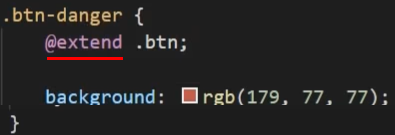 .btn-danger {
@extend .btn;
background: rgb(179, 77, 77);
}